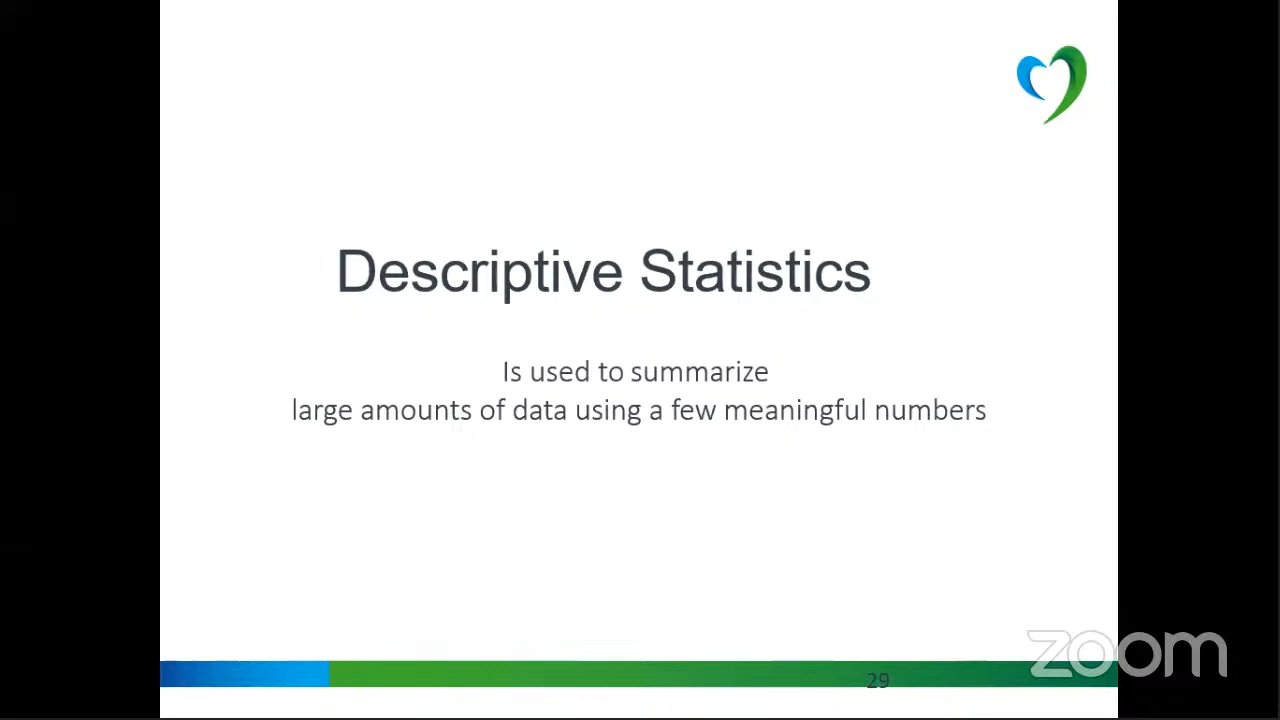 Descriptive Statistics
Is used to summarize
large amounts of data using a few meaningful numbers
zoom
29